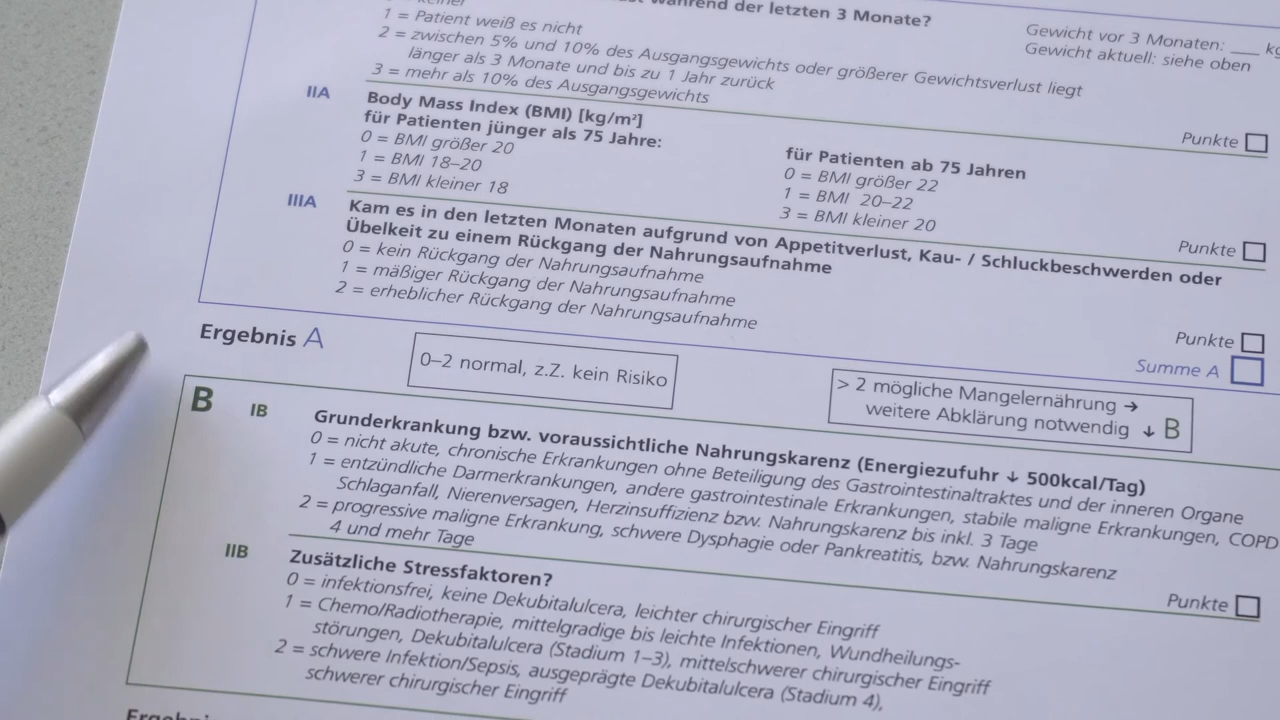 während der letzten 3 Monate?
1 = Patient weiß es nicht
2 = zwischen 5% und 10% des Ausgangsgewichts oder größerer Gewichtsverlust liegt
länger als 3 Monate und bis zu 1 Jahr zurück
3 = mehr als 10% des Ausgangsgewichts
Gewicht vor 3 Monaten: ___ kg
Gewicht aktuell: siehe oben
Punkte
IIA
Body Mass Index (BMI) [kg/m²]
für Patienten jünger als 75 Jahre:
0 = BMI größer 20
1 = BMI 18–20
3 = BMI kleiner 18
für Patienten ab 75 Jahren
0 = BMI größer 22
1 = BMI 20–22
3 = BMI kleiner 20
Punkte
IIIA
Kam es in den letzten Monaten aufgrund von Appetitverlust, Kau- / Schluckbeschwerden oder
Übelkeit zu einem Rückgang der Nahrungsaufnahme
0 = kein Rückgang der Nahrungsaufnahme
1 = mäßiger Rückgang der Nahrungsaufnahme
2 = erheblicher Rückgang der Nahrungsaufnahme
Punkte
Summe A
Ergebnis A
0–2 normal, z.Z. kein Risiko
> 2 mögliche Mangelernährung →
weitere Abklärung notwendig ↓ B
B
IB
Grunderkrankung bzw. voraussichtliche Nahrungskarenz (Energiezufuhr ↓ 500kcal/Tag)
0 = nicht akute, chronische Erkrankungen ohne Beteiligung des Gastrointestinaltraktes und der inneren Organe
1 = entzündliche Darmerkrankungen, andere gastrointestinale Erkrankungen, stabile maligne Erkrankungen, COPD
Schlaganfall, Nierenversagen, Herzinsuffizienz bzw. Nahrungskarenz bis inkl. 3 Tage
2 = progressive maligne Erkrankung, schwere Dysphagie oder Pankreatitis, bzw. Nahrungskarenz
4 und mehr Tage
Punkte
IIB
Zusätzliche Stressfaktoren?
0 = infektionsfrei, keine Dekubitalulcera, leichter chirurgischer Eingriff
1 = Chemo/Radiotherapie, mittelgradige bis leichte Infektionen, Wundheilungs-
störungen, Dekubitalulcera (Stadium 1–3), mittelschwerer chirurgischer Eingriff
2 = schwere Infektion/Sepsis, ausgeprägte Dekubitalulcera (Stadium 4),
schwerer chirurgischer Eingriff